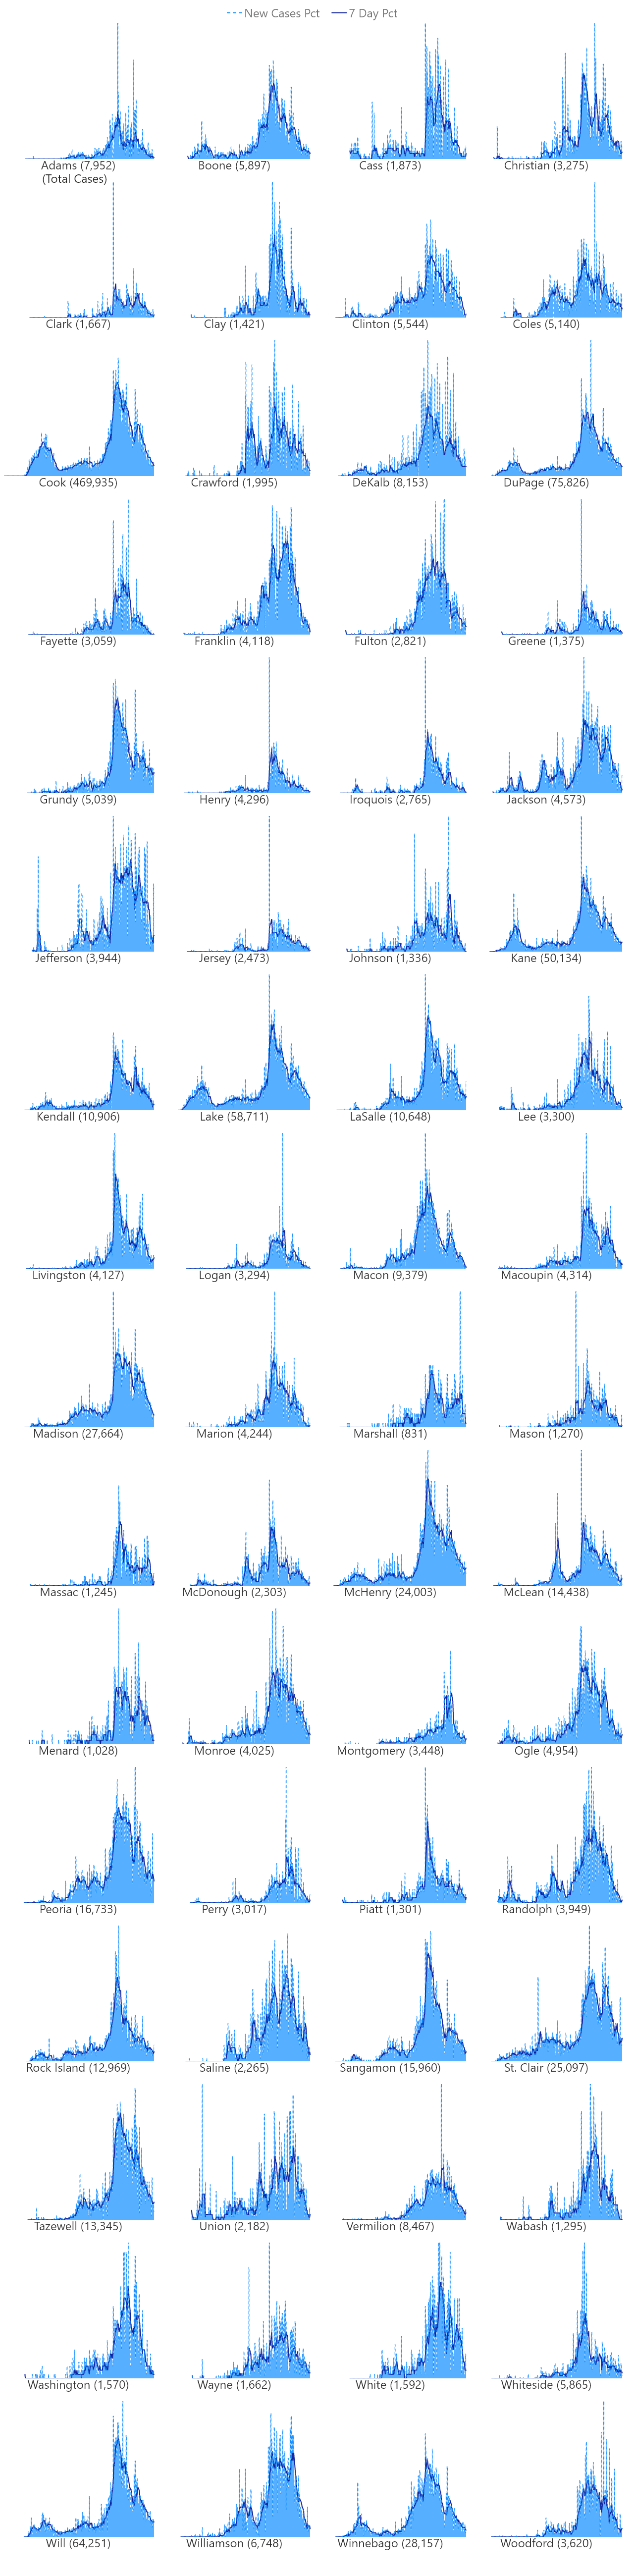 New Cases Pct 7 Day Pct
Adams (7,952) Boone (5,897) Cass (1,873) Christian (3,275)
(Total Cases)
Clark (1,667) Clay (1,421) Clinton (5,544) Coles (5,140)
Cook (469,935) Crawford (1,995) DeKalb (8,153) DuPage (75,826)
Fayette (3,059) Franklin (4,118) Fulton (2,821) Greene (1,375)
Grundy (5,039) Henry (4,296) Iroquois (2,765) Jackson (4,573)
Jefferson (3,944) Jersey (2,473) Johnson (1,336) Kane (50,134)
Kendall (10,906) Lake (58,711) LaSalle (10,648) Lee (3,300)
Livingston (4,127) Logan (3,294) Macon (9,379) Macoupin (4,314)
Madison (27,664) Marion (4,244) Marshall (831) Mason (1,270)
Massac (1,245) McDonough (2,303) McHenry (24,003) McLean (14,438)
Menard (1,028) Monroe (4,025) Montgomery (3,448) Ogle (4,954)
Peoria (16,733) Perry (3,017) Piatt (1,301) Randolph (3,949)
Rock Island (12,969) Saline (2,265) Sangamon (15,960) St. Clair (25,097)
Tazewell (13,345) Union (2,182) Vermilion (8,467) Wabash (1,295)
Washington (1,570) Wayne (1,662) White (1,592) Whiteside (5,865)
Will (64,251) Williamson (6,748) Winnebago (28,157) Woodford (3,620)